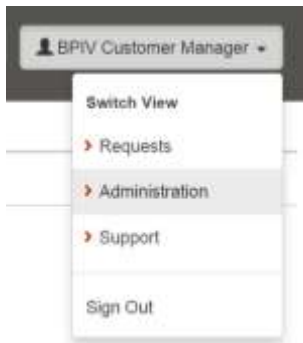 BPIV Customer Manager
Switch View
Requests
Administration
Support
Sign Out